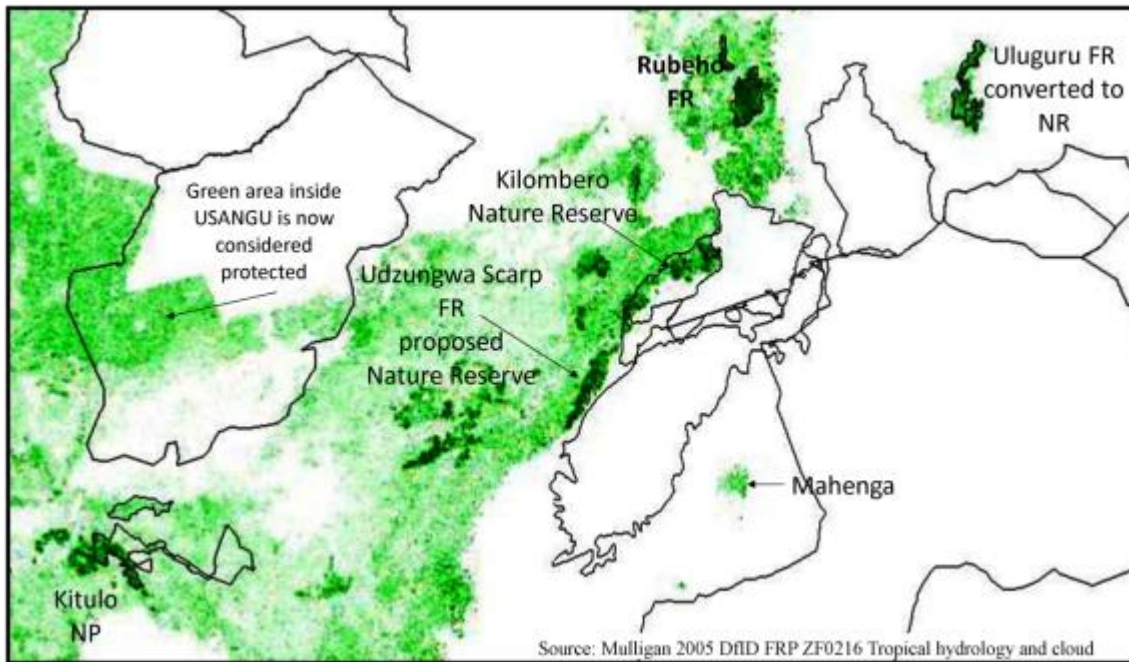 Rubeho
FR
Uluguru FR
converted to
NR
Green area inside
USANGU is now
considered
protected
Kilombero
Nature Reserve
Udzungwa Scarp
FR
proposed
Nature Reserve
Mahenga
Kitulo
NP
Source: Mulligan 2005 DfID FRP ZF0216 Tropical hydrology and cloud